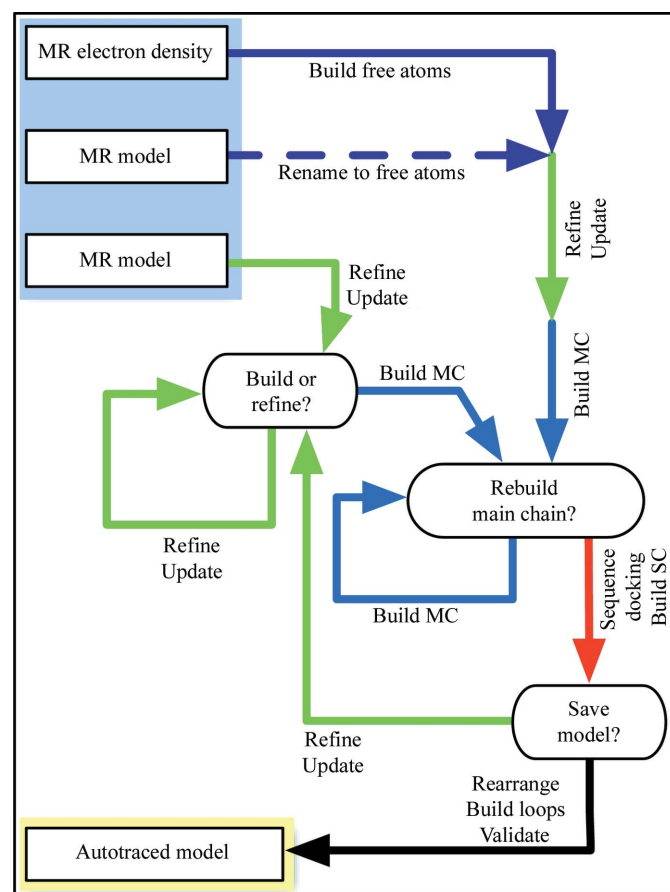 MR electron density
Build free atoms
MR model
Rename to free atoms
Refine
Update
MR model
Refine
Update
Build MC
Build or
refine?
Build MC
Rebuild
main chain?
Refine
Update
Build MC
Sequence
docking
Build SC
Save
model?
Refine
Update
Rearrange
Build loops
Validate
Autotraced model